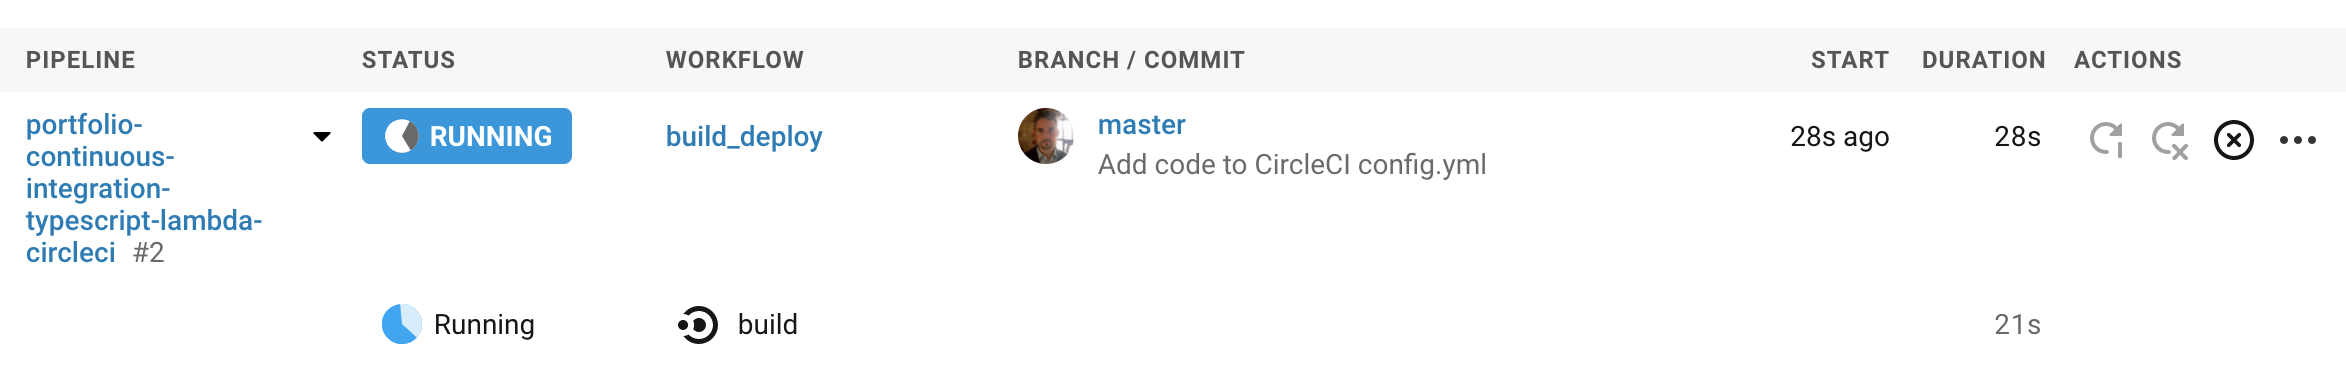 PIPELINE STATUS WORKFLOW BRANCH / COMMIT START DURATION ACTIONS
portfolio-
continuous-
integration-
typescript-lambda-
circleci #2
RUNNING
build_deploy
master
Add code to CircleCI config.yml
28s ago
28s
Running build 21s